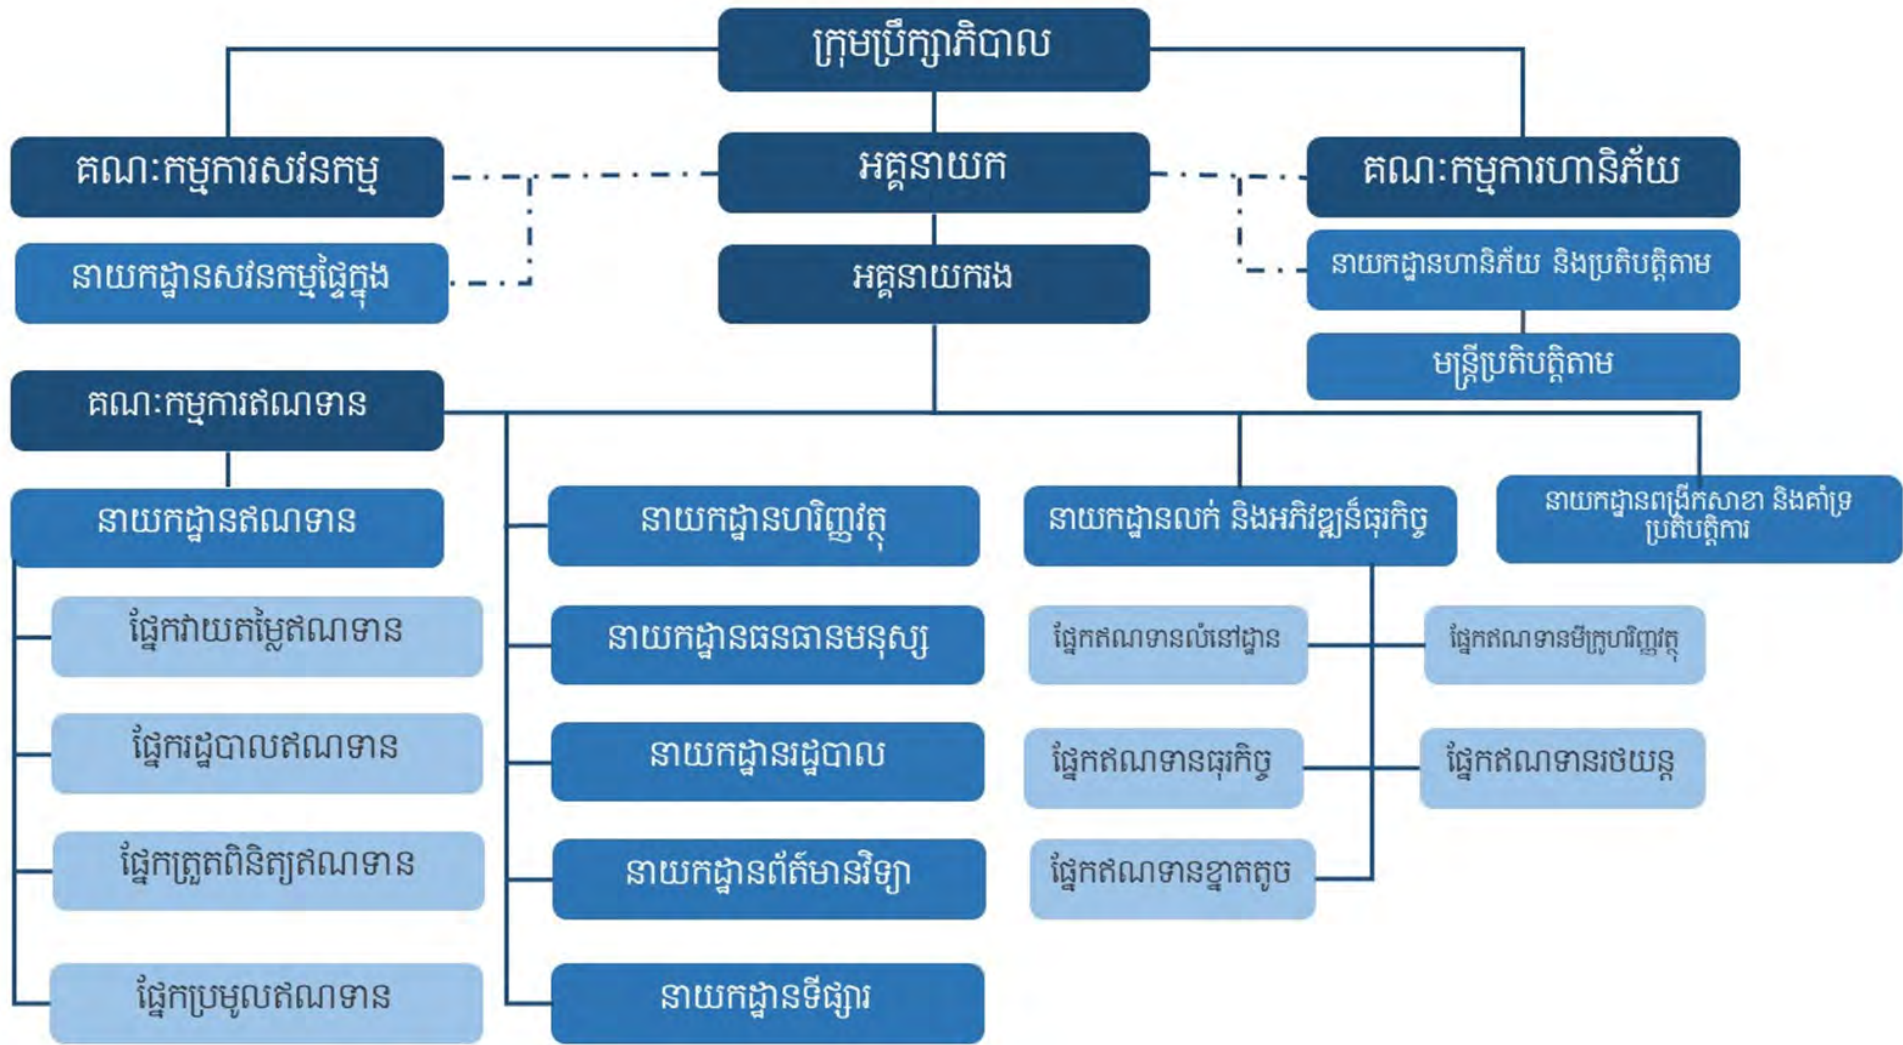 ក្រុមប្រឹក្សាភិបាល
គណៈកម្មការសវនកម្ម
អគ្គនាយក
គណៈកម្មការហានិភ័យ
នាយកដ្ឋានសវនកម្មផ្ទៃក្នុង
អគ្គនាយករង
នាយកដ្ឋានហានិភ័យ និងប្រតិបត្តិតាម
មន្ត្រីប្រតិបត្តិតាម
គណៈកម្មការឥណទាន
នាយកដ្ឋានឥណទាន
នាយកដ្ឋានហរិញ្ញវត្ថុ
នាយកដ្ឋានលក់ និងអភិវឌ្ឍន៏ធុរកិច្ច
នាយកដ្ឋានពង្រីកសាខា និងគាំទ្រ
ប្រតិបត្តិការ
ផ្នែកវាយតម្លៃឥណទាន
នាយកដ្ឋានធនធានមនុស្ស
ផ្នែកឥណទានលំនៅដ្ឋាន
ផ្នែកឥណទានមីក្រូហរិញ្ញវត្ថុ
ផ្នែករដ្ឋបាលឥណទាន
នាយកដ្ឋានរដ្ឋបាល
ផ្នែកឥណទានធុរកិច្ច
ផ្នែកឥណទានរថយន្ត
ផ្នែកត្រួតពិនិត្យឥណទាន
នាយកដ្ឋានព័ត៍មានវិទ្យា
ផ្នែកឥណទានខ្នាតតូច
ផ្នែកប្រមូលឥណទាន
នាយកដ្ឋានទីផ្សារ